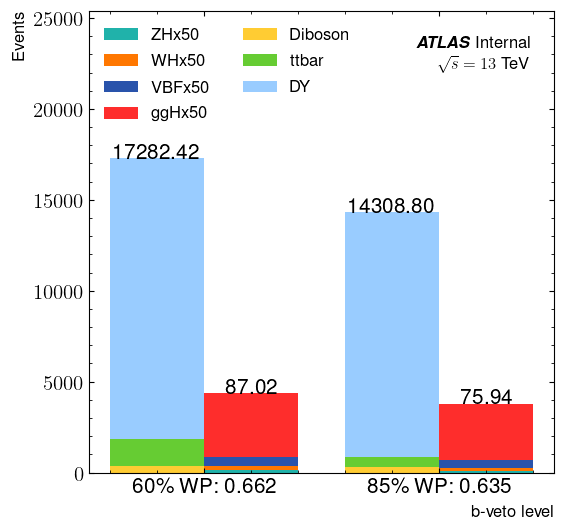 Events
ZHx50
WHx50
VBFx50
ggHx50
Diboson
ttbar
DY
ATLAS Internal
√s = 13 TeV
25000
20000
15000
10000
5000
0
17282.42
87.02
14308.80
75.94
60% WP: 0.662
85% WP: 0.635
b-veto level